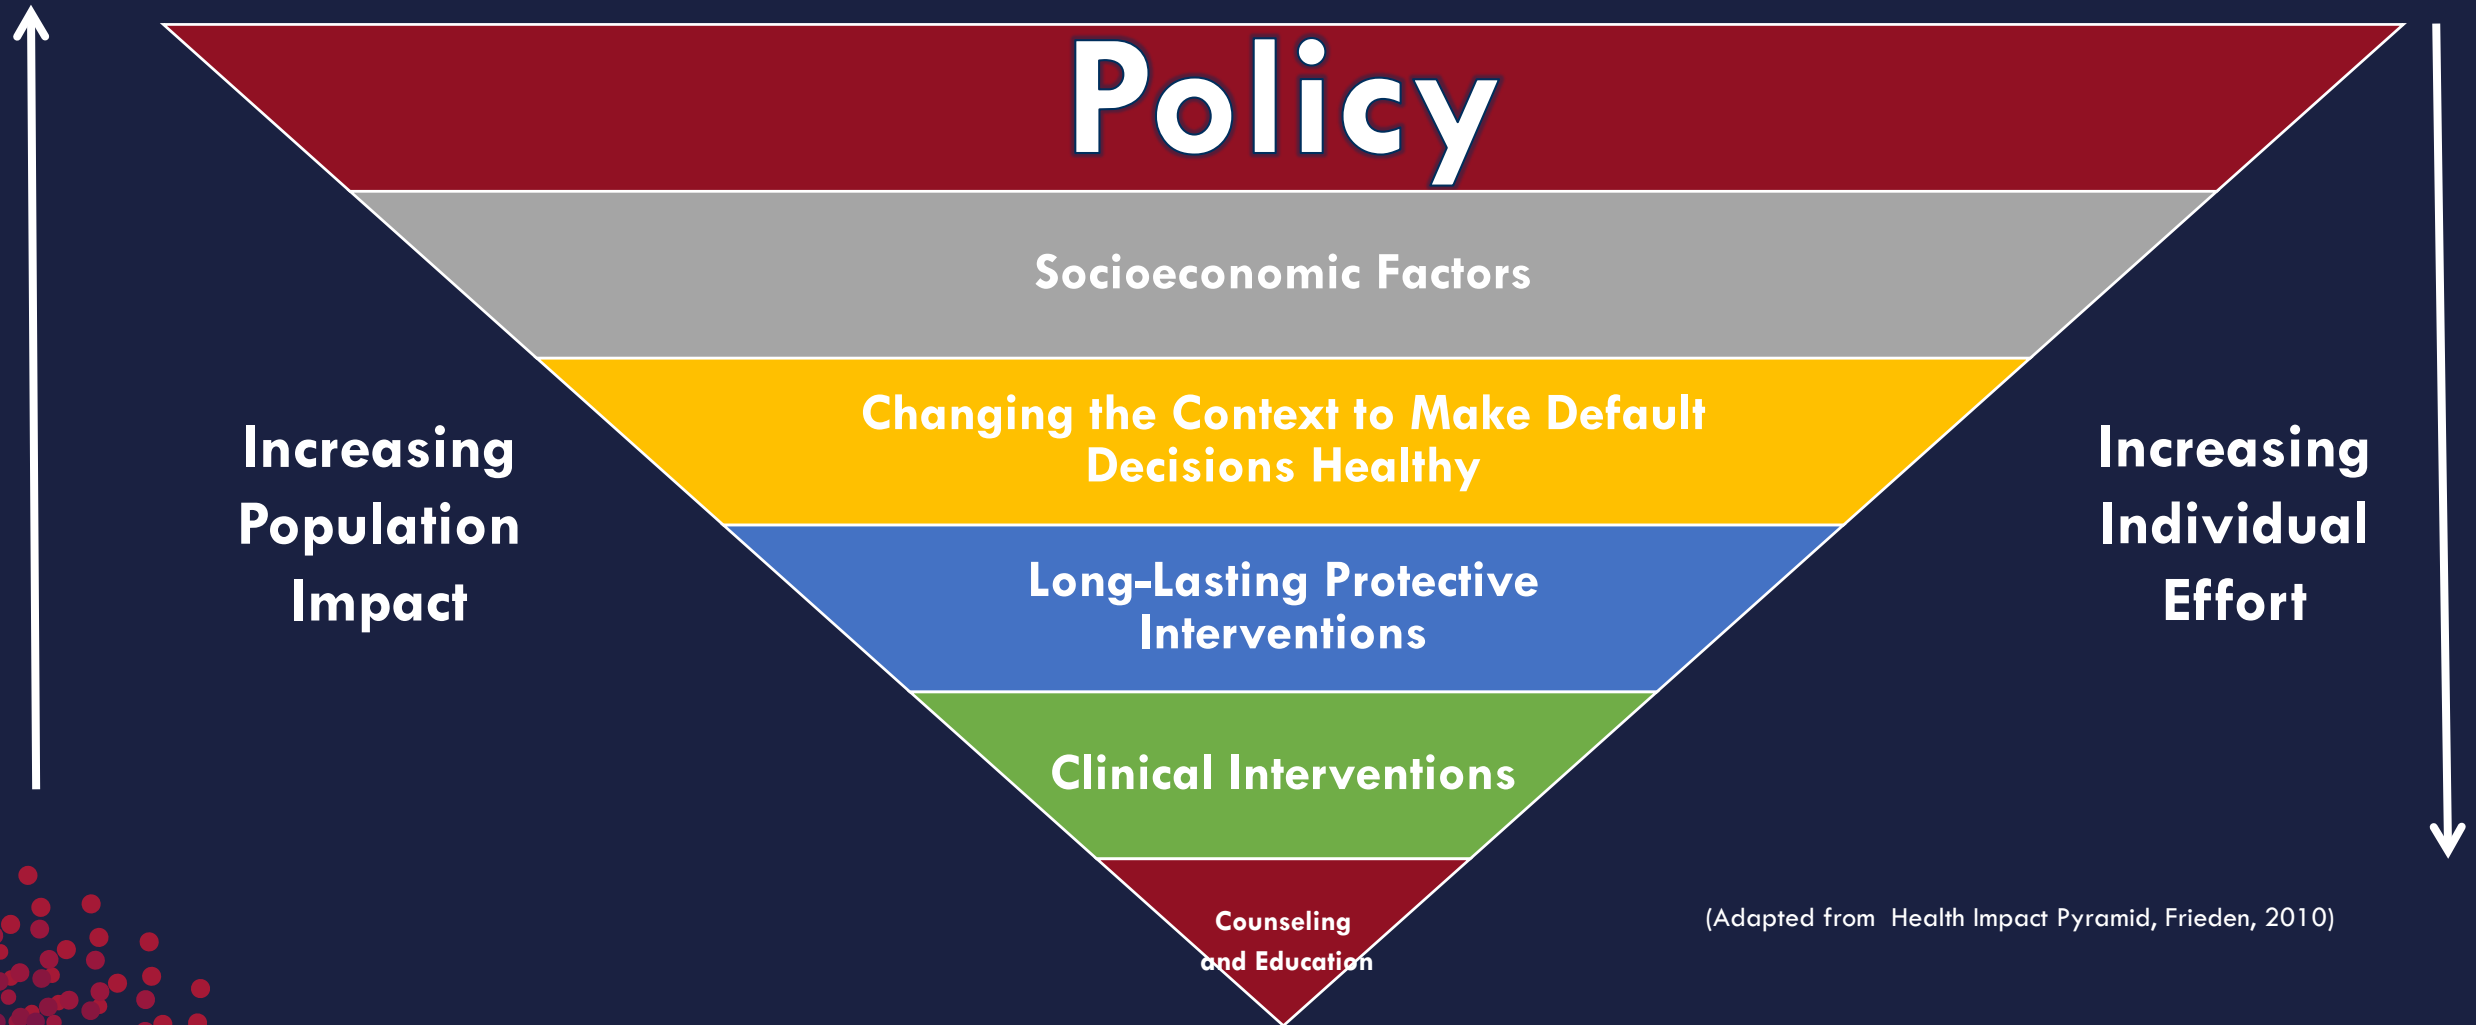 Policy
Socioeconomic Factors
Changing the Context to Make Default
Decisions Healthy
Long-Lasting Protective
Interventions
Clinical Interventions
Counseling
and Education
Increasing
Population
Impact
Increasing
Individual
Effort
(Adapted from  Health Impact Pyramid, Frieden, 2010)